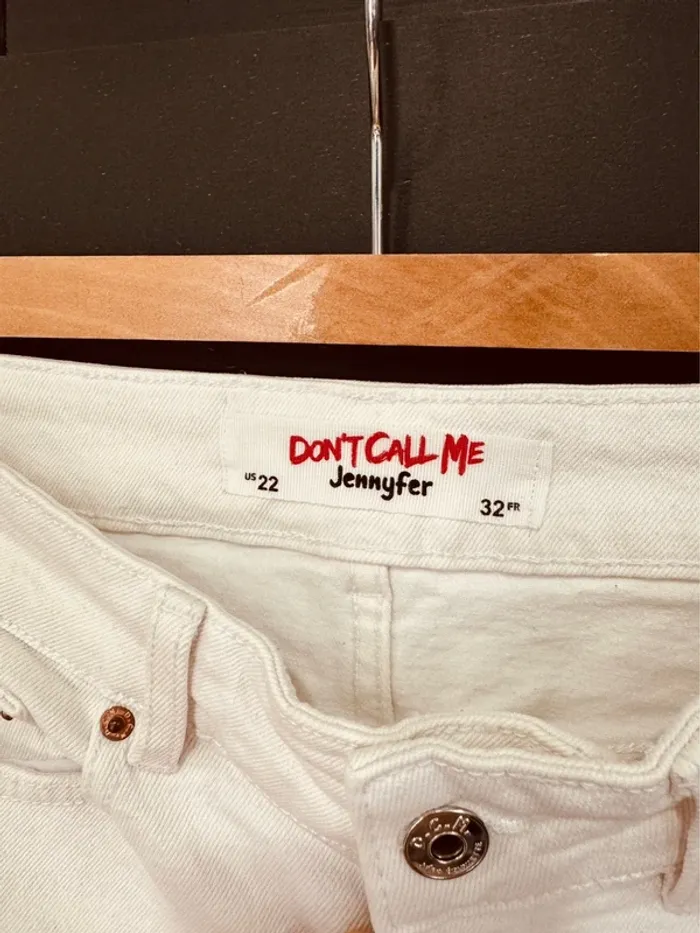 DON'T CALL ME
Jennyfer
US 22
32 FR
D.C.M.